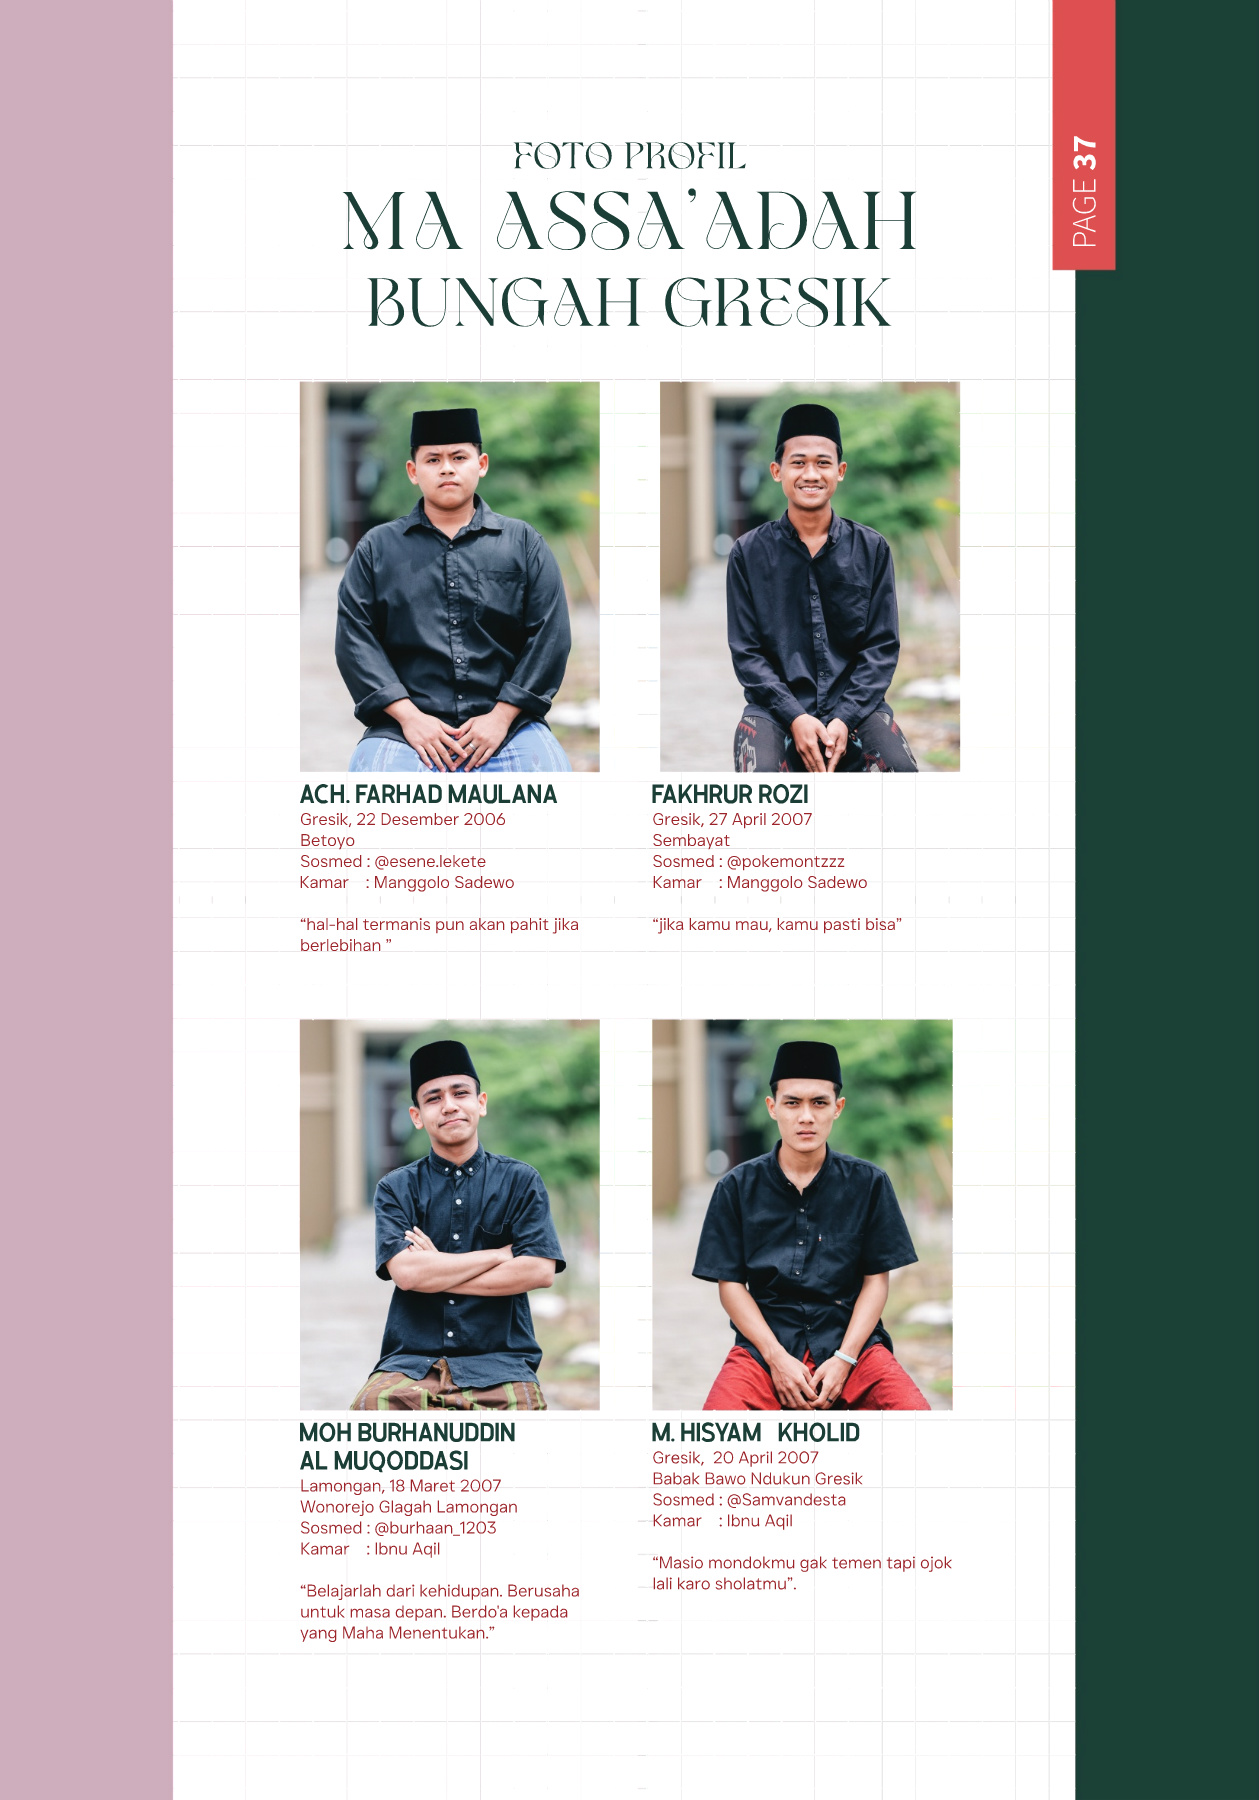 PAGE 37
FOTO PROFIL
MA ASSA'ADAH
BUNGAH GRESIK
ACH. FARHAD MAULANA
Gresik, 22 Desember 2006
Betoyo
Sosmed : @esene.lekete
Kamar : Manggolo Sadewo
“hal-hal termanis pun akan pahit jika
berlebihan ”
FAKHRUR ROZI
Gresik, 27 April 2007
Sembayat
Sosmed : @pokemontzzz
Kamar : Manggolo Sadewo
“jika kamu mau, kamu pasti bisa”
MOH BURHANUDDIN
AL MUQODDASI
Lamongan, 18 Maret 2007
Wonorejo Glagah Lamongan
Sosmed : @burhaan_1203
Kamar : Ibnu Aqil
“Belajarlah dari kehidupan. Berusaha
untuk masa depan. Berdo'a kepada
yang Maha Menentukan.”
M. HISYAM KHOLID
Gresik, 20 April 2007
Babak Bawo Ndukun Gresik
Sosmed : @Samvandesta
Kamar : Ibnu Aqil
“Masio mondokmu gak temen tapi ojok
lali karo sholatmu”.